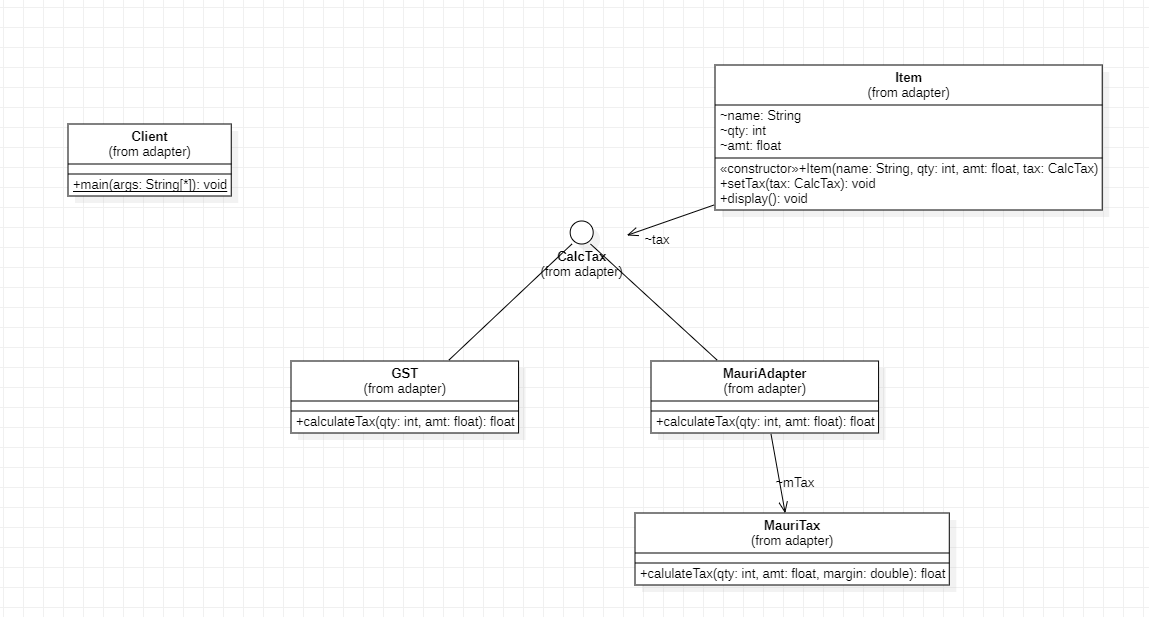 Item
(from adapter)
~name: String
~qty: int
~amt: float
«constructor»+Item(name: String, qty: int, amt: float, tax: CalcTax)
+setTax(tax: CalcTax): void
+display(): void
Client
(from adapter)
+main(args: String[*]): void
~tax
CalcTax
(from adapter)
GST
(from adapter)
+calculateTax(qty: int, amt: float): float
MauriAdapter
(from adapter)
+calculateTax(qty: int, amt: float): float
~mTax
MauriTax
(from adapter)
+calulateTax(qty: int, amt: float, margin: double): float